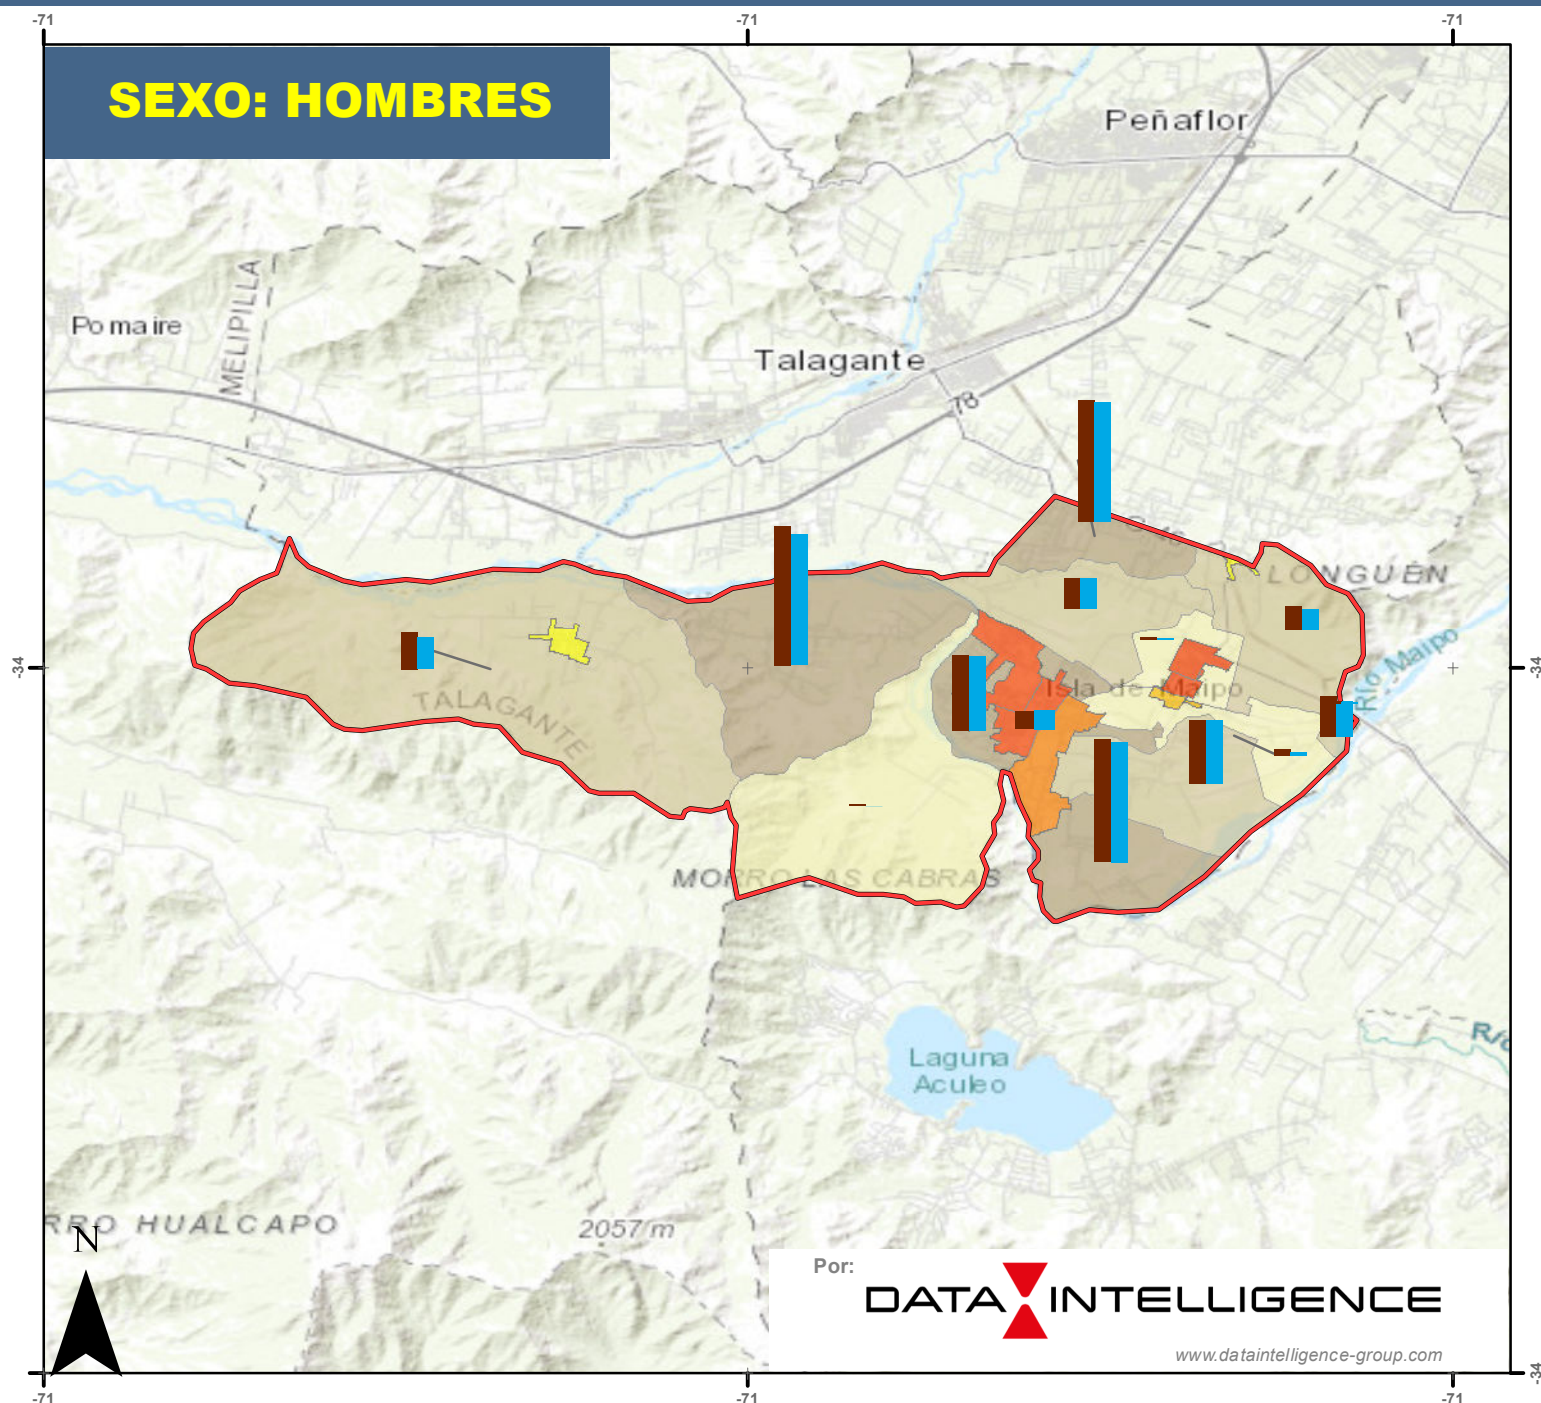 -71
-71
-71
SEXO: HOMBRES
Peñaflor
Pomaire
MELIPILLA
Talagante
78
LONGUÉN
-34
-34
Río Maipo
Isla de Maipo
TALAGANTE
MORRO LAS CABRAS
Laguna
Aculeo
RRO HUALCAPO
2057 m
N
Por:
DATA INTELLIGENCE
www.dataintelligence-group.com
-34
-71
-71
-71